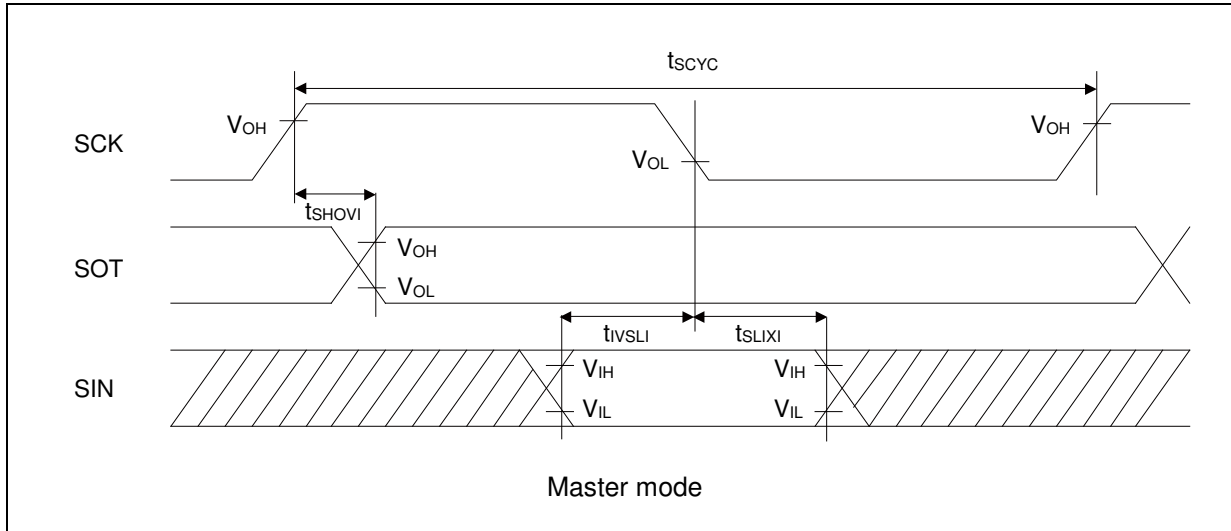 tSCYC
SCK
VOH
VOL
VOH
tSHOVI
SOT
VOH
VOL
tIVSLI
tSLIXI
SIN
VIH
VIL
VIH
VIL
Master mode